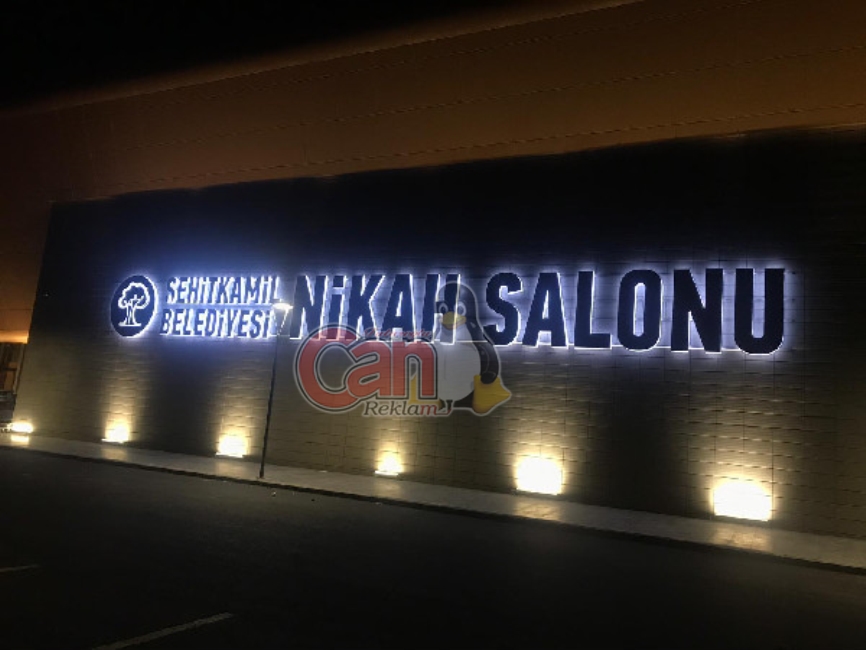 ŞEHİTKAMİL
BELEDİYESİ
NİKAH SALONU
Can
Reklam